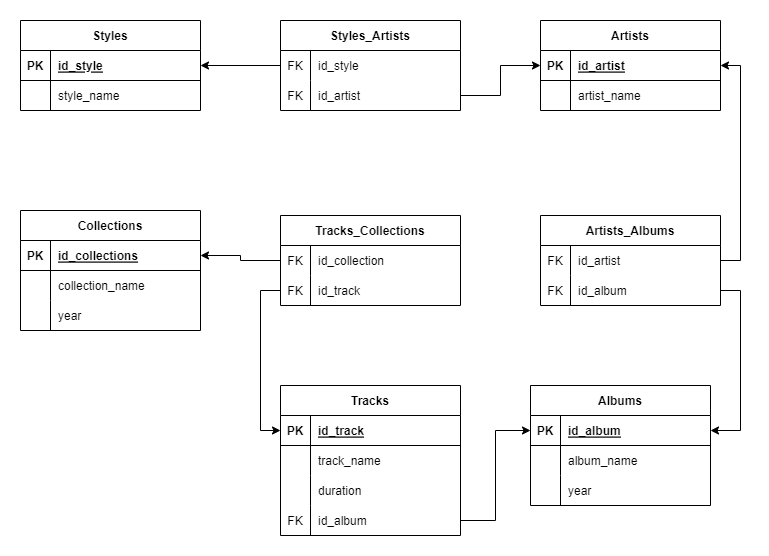 Styles
PK id_style
style_name
Styles_Artists
FK id_style
FK id_artist
Artists
PK id_artist
artist_name
Collections
PK id_collections
collection_name
year
Tracks_Collections
FK id_collection
FK id_track
Artists_Albums
FK id_artist
FK id_album
Tracks
PK id_track
track_name
duration
FK id_album
Albums
PK id_album
album_name
year